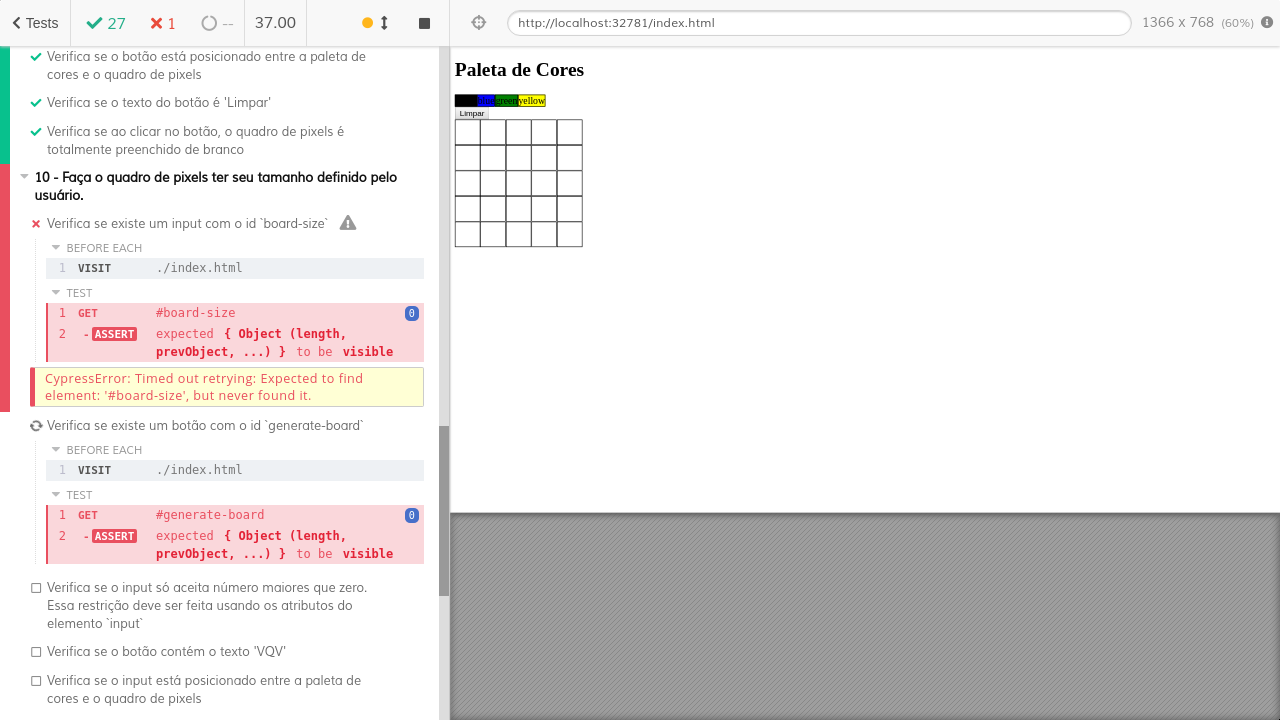 Tests
27
1
--
37.00
http://localhost:32781/index.html
1366 x 768 (60%)
Verifica se o botão está posicionado entre a paleta de
cores e o quadro de pixels
Verifica se o texto do botão é 'Limpar'
Verifica se ao clicar no botão, o quadro de pixels é
totalmente preenchido de branco
10 - Faça o quadro de pixels ter seu tamanho definido pelo
usuário.
Verifica se existe um input com o id `board-size`
BEFORE EACH
1 VISIT ./index.html
TEST
1 GET #board-size 0
2 - ASSERT expected { Object (length,
prevObject, ...) } to be visible
CypressError: Timed out retrying: Expected to find
element: '#board-size', but never found it.
Verifica se existe um botão com o id `generate-board`
BEFORE EACH
1 VISIT ./index.html
TEST
1 GET #generate-board 0
2 - ASSERT expected { Object (length,
prevObject, ...) } to be visible
Verifica se o input só aceita número maiores que zero.
Essa restrição deve ser feita usando os atributos do
elemento `input`
Verifica se o botão contém o texto 'VQV'
Verifica se o input está posicionado entre a paleta de
cores e o quadro de pixels
Paleta de Cores
blue green yellow
Limpar